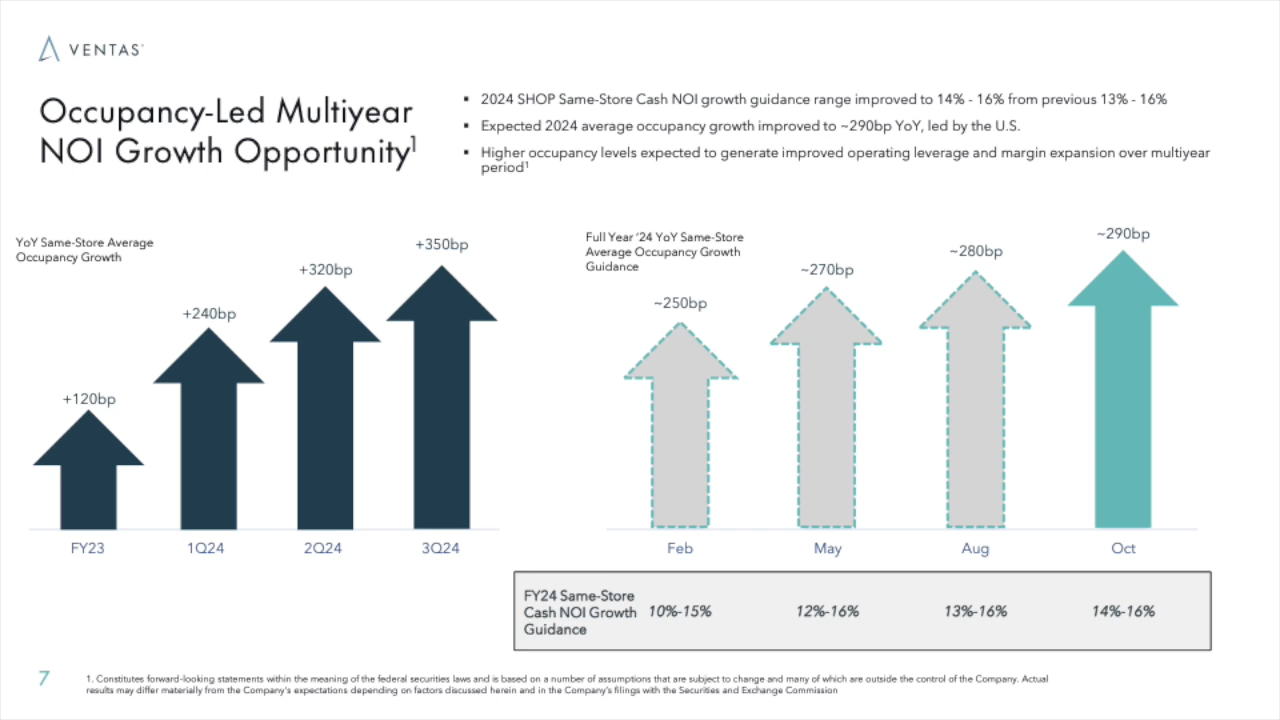 VENTAS
Occupancy-Led Multiyear
NOI Growth Opportunity¹
▪ 2024 SHOP Same-Store Cash NOI growth guidance range improved to 14% - 16% from previous 13% - 16%
▪ Expected 2024 average occupancy growth improved to ~290bp YoY, led by the U.S.
▪ Higher occupancy levels expected to generate improved operating leverage and margin expansion over multiyear
period¹
YoY Same-Store Average
Occupancy Growth
+120bp
+240bp
+320bp
+350bp
FY23
1Q24
2Q24
3Q24
Full Year ‘24 YoY Same-Store
Average Occupancy Growth
Guidance
~250bp
~270bp
~280bp
~290bp
Feb
May
Aug
Oct
FY24 Same-Store
Cash NOI Growth
Guidance
10%-15%
12%-16%
13%-16%
14%-16%
7
1. Constitutes forward-looking statements within the meaning of the federal securities laws and is based on a number of assumptions that are subject to change and many of which are outside the control of the Company. Actual
results may differ materially from the Company's expectations depending on factors discussed herein and in the Company's filings with the Securities and Exchange Commission